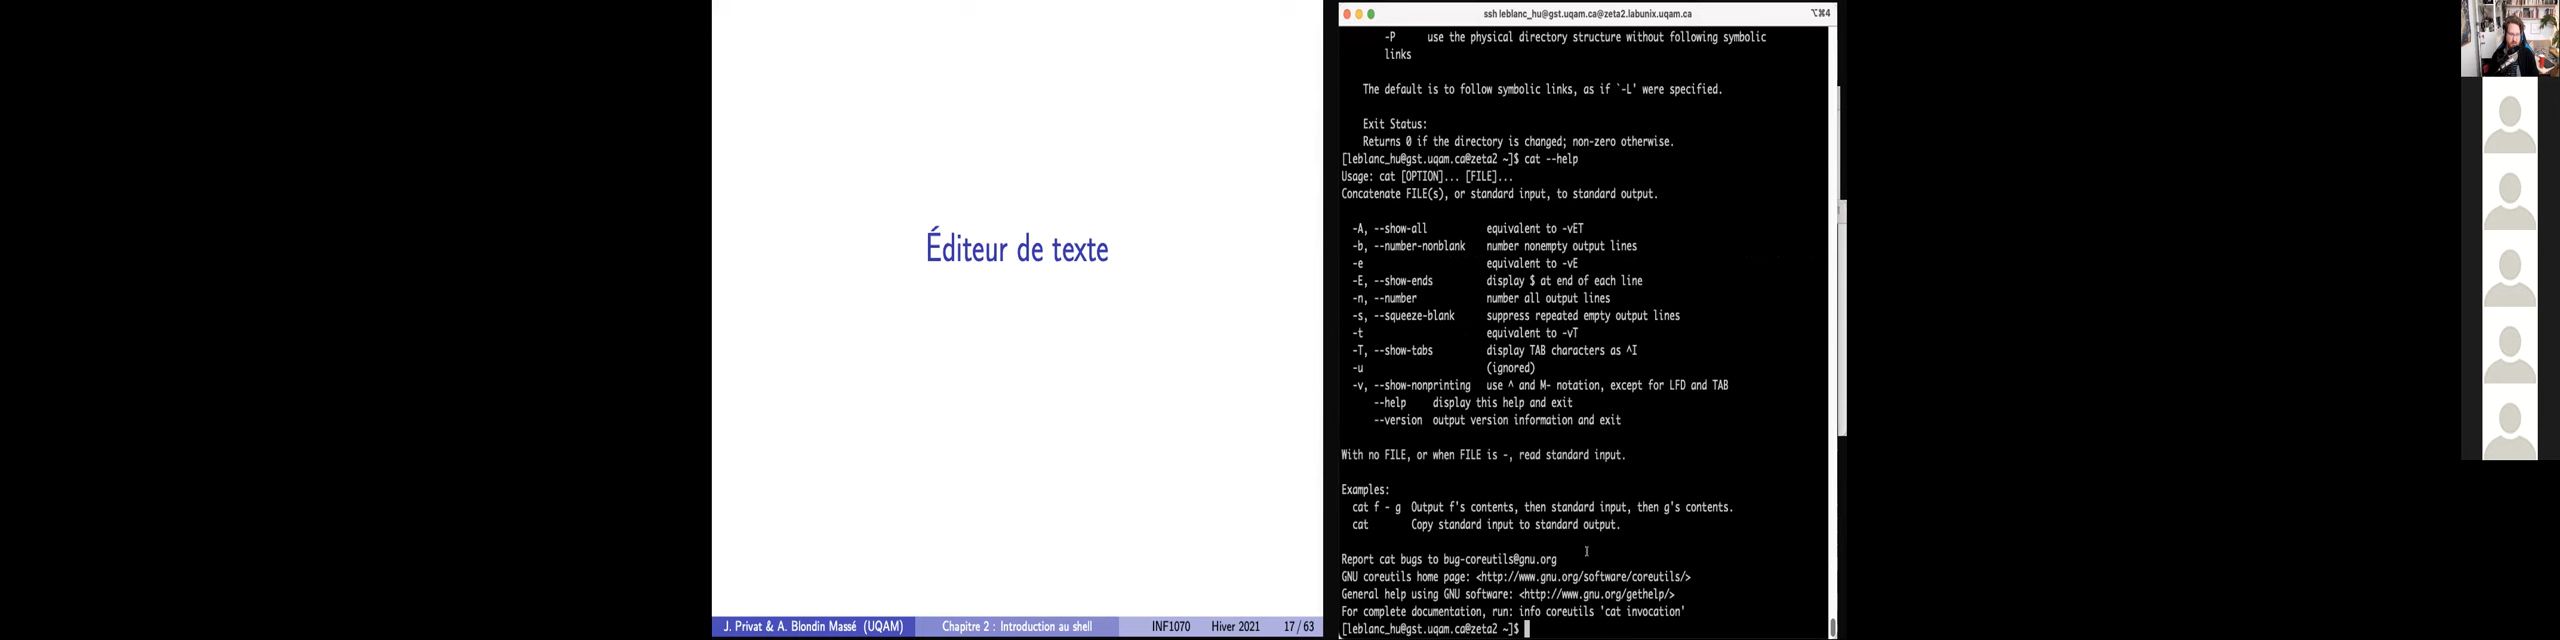 Éditeur de texte
J. Privat & A. Blondin Massé (UQAM) Chapitre 2 : Introduction au shell INF1070 Hiver 2021 17 / 63
ssh leblanc_hu@gst.uqam.ca@zeta2.labunix.uqam.ca ⌥⌘4
-P use the physical directory structure without following symbolic
links
The default is to follow symbolic links, as if `-L' were specified.
Exit Status:
Returns 0 if the directory is changed; non-zero otherwise.
[leblanc_hu@gst.uqam.ca@zeta2 ~]$ cat --help
Usage: cat [OPTION]... [FILE]...
Concatenate FILE(s), or standard input, to standard output.
-A, --show-all equivalent to -vET
-b, --number-nonblank number nonempty output lines
-e equivalent to -vE
-E, --show-ends display $ at end of each line
-n, --number number all output lines
-s, --squeeze-blank suppress repeated empty output lines
-t equivalent to -vT
-T, --show-tabs display TAB characters as ^I
-u (ignored)
-v, --show-nonprinting use ^ and M- notation, except for LFD and TAB
--help display this help and exit
--version output version information and exit
With no FILE, or when FILE is -, read standard input.
Examples:
cat f - g Output f's contents, then standard input, then g's contents.
cat Copy standard input to standard output.
Report cat bugs to bug-coreutils@gnu.org
GNU coreutils home page: <http://www.gnu.org/software/coreutils/>
General help using GNU software: <http://www.gnu.org/gethelp/>
For complete documentation, run: info coreutils 'cat invocation'
[leblanc_hu@gst.uqam.ca@zeta2 ~]$